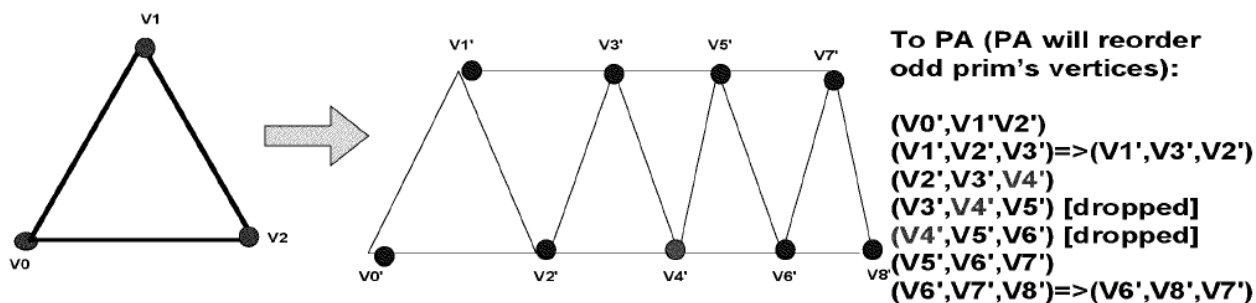 V1
V0
V2
V1'
V3'
V5'
V7'
V0'
V2'
V4'
V6'
V8'
To PA (PA will reorder
odd prim's vertices):
(V0',V1'V2')
(V1',V2',V3')=>(V1',V3',V2')
(V2',V3',V4')
(V3',V4',V5') [dropped]
(V4',V5',V6') [dropped]
(V5',V6',V7')
(V6',V7',V8')=>(V6',V8',V7')